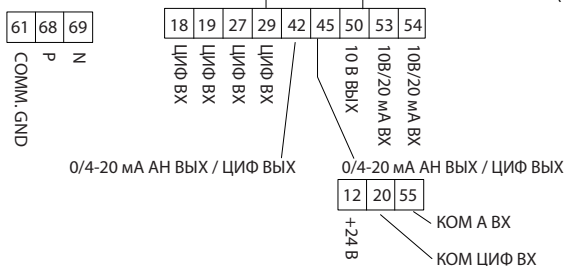 61 68 69
COMM. GND
P
N
18 19 27 29 42 45 50 53 54
ЦИФ ВХ
ЦИФ ВХ
ЦИФ ВХ
ЦИФ ВХ
10 В ВЫХ
10В/20 мА ВХ
10В/20 мА ВХ
0/4-20 мА АН ВЫХ / ЦИФ ВЫХ
0/4-20 мА АН ВЫХ / ЦИФ ВЫХ
12 20 55
+24 В
КОМ А ВХ
КОМ ЦИФ ВХ